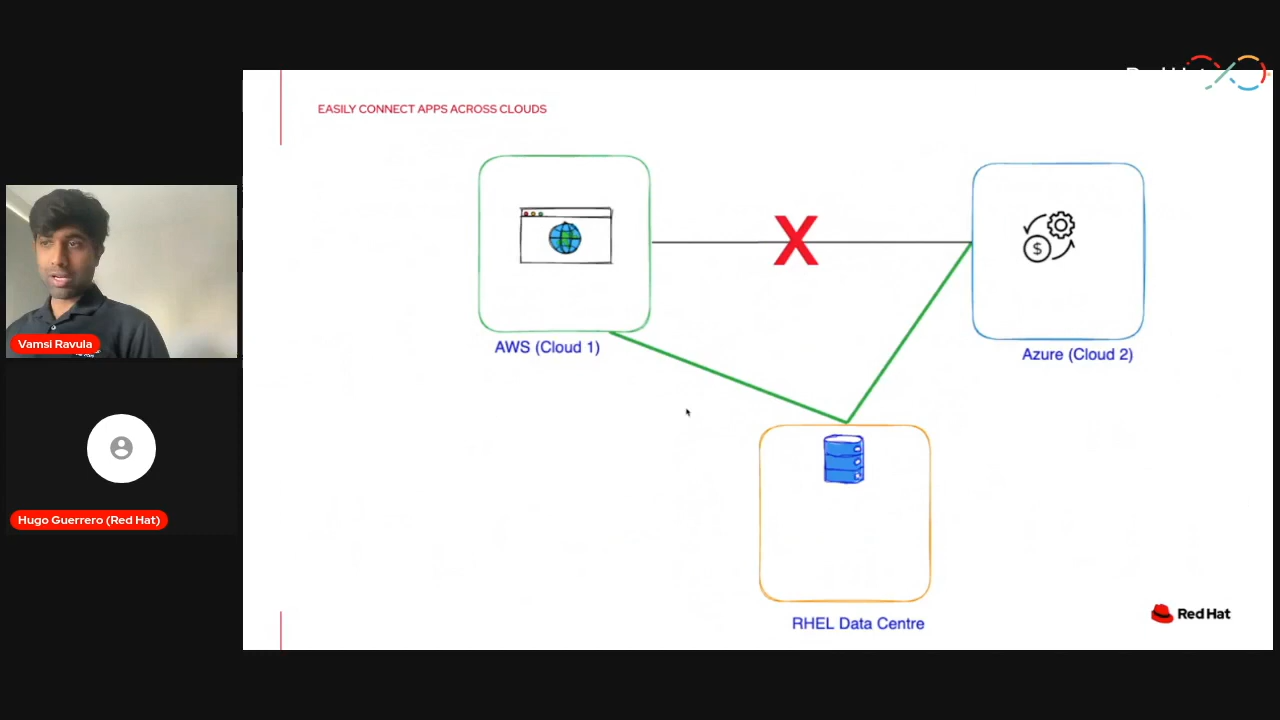 EASILY CONNECT APPS ACROSS CLOUDS
X
AWS (Cloud 1)
$
Azure (Cloud 2)
Vamsi Ravula
Hugo Guerrero (Red Hat)
RHEL Data Centre
Red Hat